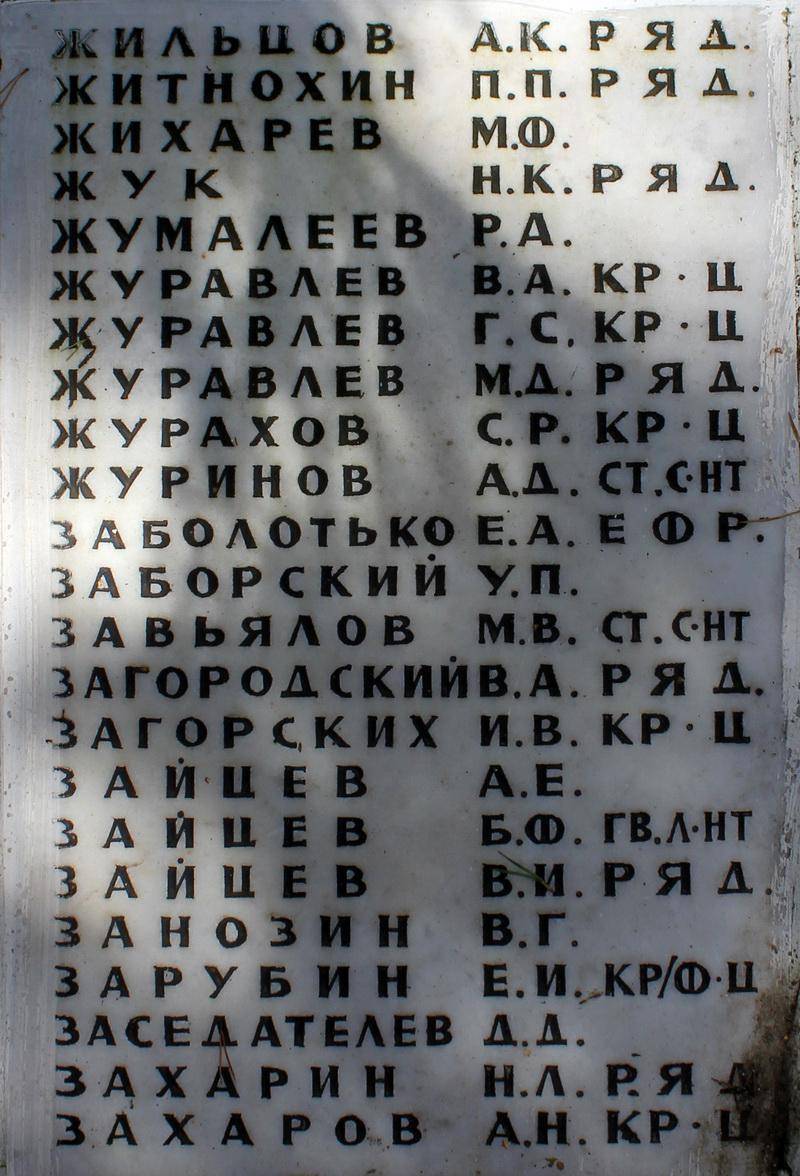 ЖИЛЬЦОВ А.К. РЯД.
ЖИТНОХИН П.П. РЯД.
ЖИХАРЕВ М.Ф.
ЖУК Н.К. РЯД.
ЖУМАЛЕЕВ Р.А.
ЖУРАВЛЕВ В.А. КР·Ц
ЖУРАВЛЕВ Г.С. КР·Ц
ЖУРАВЛЕВ М.Д. РЯД.
ЖУРАХОВ С.Р. КР·Ц
ЖУРИНОВ А.Д. СТ.С·НТ
ЗАБОЛОТЬКО Е.А. ЕФР.
ЗАБОРСКИЙ У.П.
ЗАВЬЯЛОВ М.В. СТ.С·НТ
ЗАГОРОДСКИЙ В.А. РЯД.
ЗАГОРСКИХ И.В. КР·Ц
ЗАЙЦЕВ А.Е.
ЗАЙЦЕВ Б.Ф. ГВ.Л·НТ
ЗАЙЦЕВ В.И. РЯД.
ЗАНОЗИН В.Г.
ЗАРУБИН Е.И. КР/Ф·Ц
ЗАСЕДАТЕЛЕВ Д.Д.
ЗАХАРИН Н.Л. РЯД
ЗАХАРОВ А.Н. КР·Ц